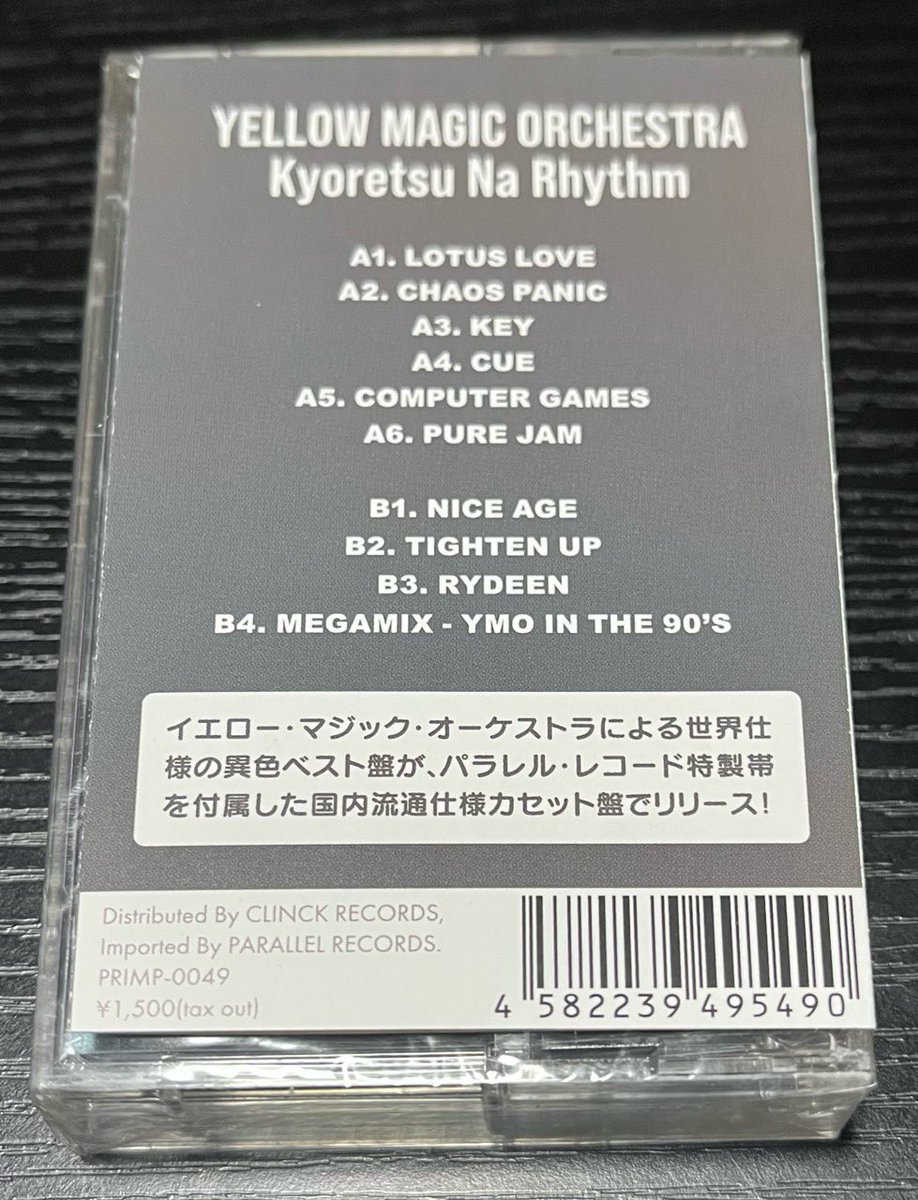 YELLOW MAGIC ORCHESTRA
Kyoretsu Na Rhythm
A1. LOTUS LOVE
A2. CHAOS PANIC
A3. KEY
A4. CUE
A5. COMPUTER GAMES
A6. PURE JAM
B1. NICE AGE
B2. TIGHTEN UP
B3. RYDEEN
B4. MEGAMIX - YMO IN THE 90'S
イエロー・マジック・オーケストラによる世界仕
様の異色ベスト盤が、パラレル・レコード特製帯
を付属した国内流通仕様カセット盤でリリース!
Distributed By CLINCK RECORDS,
Imported By PARALLEL RECORDS.
PRIMP-0049
¥1,500(tax out)
4 582239 495490